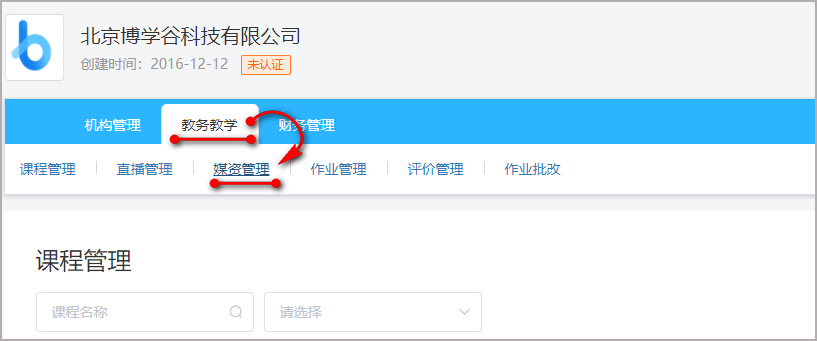 北京博学谷科技有限公司
创建时间：2016-12-12 未认证
机构管理 教务教学 财务管理
课程管理 直播管理 媒资管理 作业管理 评价管理 作业批改
课程管理
课程名称 请选择